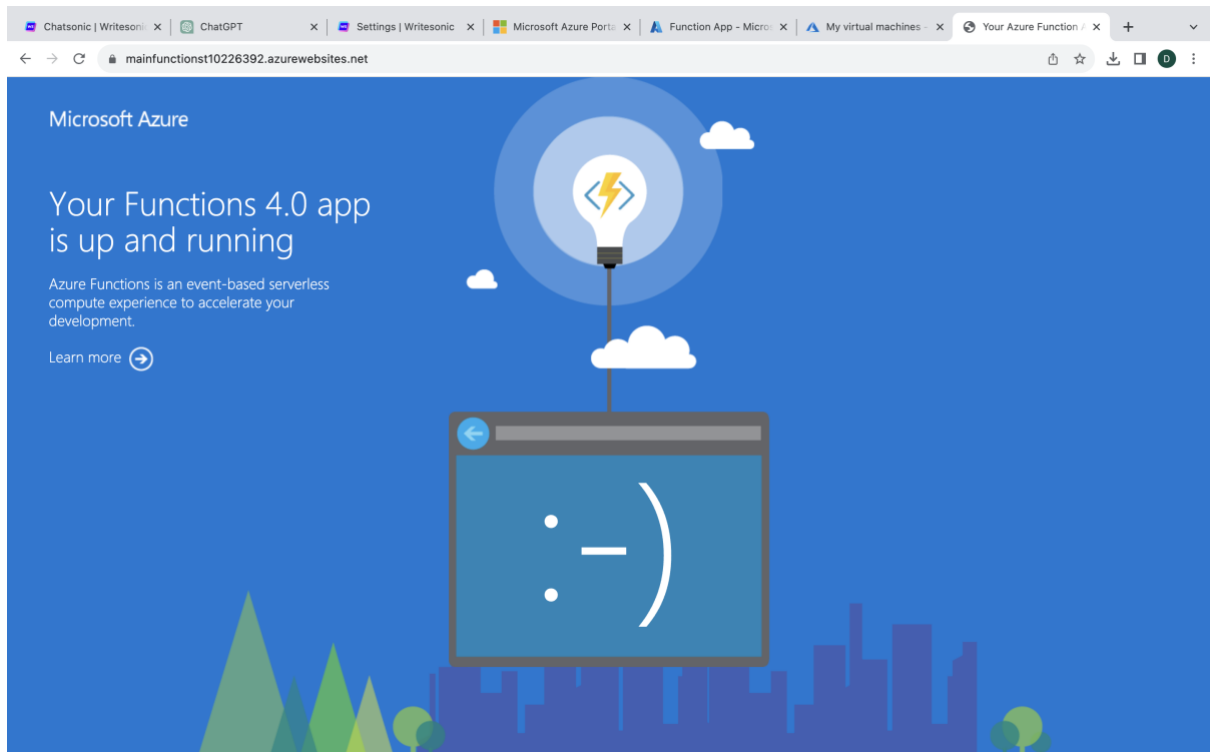 Chatsonic | Writesoni
ChatGPT
Settings | Writesonic
Microsoft Azure Porta
Function App - Micros
My virtual machines -
Your Azure Function A
mainfunctionst10226392.azurewebsites.net
D
Microsoft Azure
Your Functions 4.0 app
is up and running
Azure Functions is an event-based serverless
compute experience to accelerate your
development.
Learn more
:-)